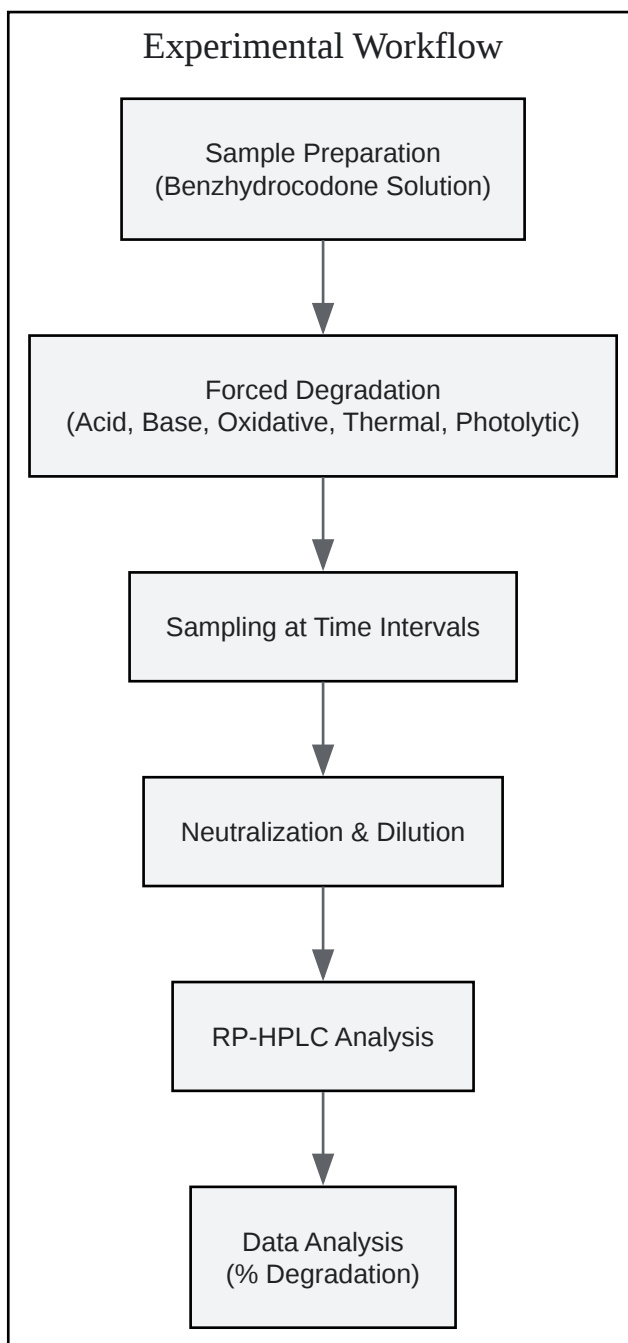 Experimental Workflow
Sample Preparation
(Benzhydrocodone Solution)
Forced Degradation
(Acid, Base, Oxidative, Thermal, Photolytic)
Sampling at Time Intervals
Neutralization & Dilution
RP-HPLC Analysis
Data Analysis
(% Degradation)